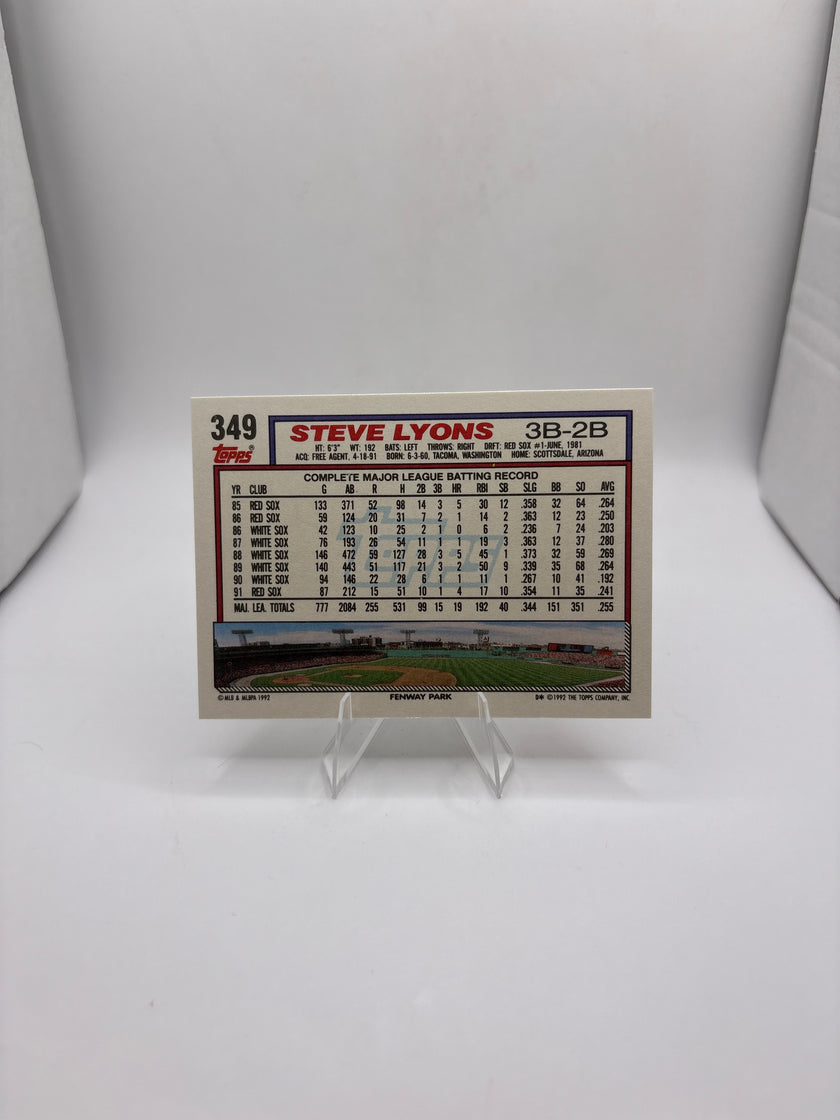 349 STEVE LYONS 3B-2B
Topps® HT: 6'3" WT: 192 BATS: LEFT THROWS: RIGHT DRFT: RED SOX #1-JUNE, 1981
ACQ: FREE AGENT, 4-18-91 BORN: 6-3-60, TACOMA, WASHINGTON HOME: SCOTTSDALE, ARIZONA
COMPLETE MAJOR LEAGUE BATTING RECORD
YR CLUB G AB R H 2B 3B HR RBI SB SLG BB SO AVG
85 RED SOX 133 371 52 98 14 3 5 30 12 .358 32 64 .264
86 RED SOX 59 124 20 31 7 2 1 14 2 .363 12 23 .250
86 WHITE SOX 42 123 10 25 2 1 0 6 2 .236 7 24 .203
87 WHITE SOX 76 193 26 54 11 1 1 19 3 .363 12 37 .280
88 WHITE SOX 146 472 59 127 28 3 5 45 1 .373 32 59 .269
89 WHITE SOX 140 443 51 117 21 3 2 50 9 .339 35 68 .264
90 WHITE SOX 94 146 22 28 6 1 1 11 1 .267 10 41 .192
91 RED SOX 87 212 15 51 10 1 4 17 10 .354 11 35 .241
MAJ. LEA. TOTALS 777 2084 255 531 99 15 19 192 40 .344 151 351 .255
Topps
©MLB & MLBPA 1992 FENWAY PARK D* ©1992 THE TOPPS COMPANY, INC.